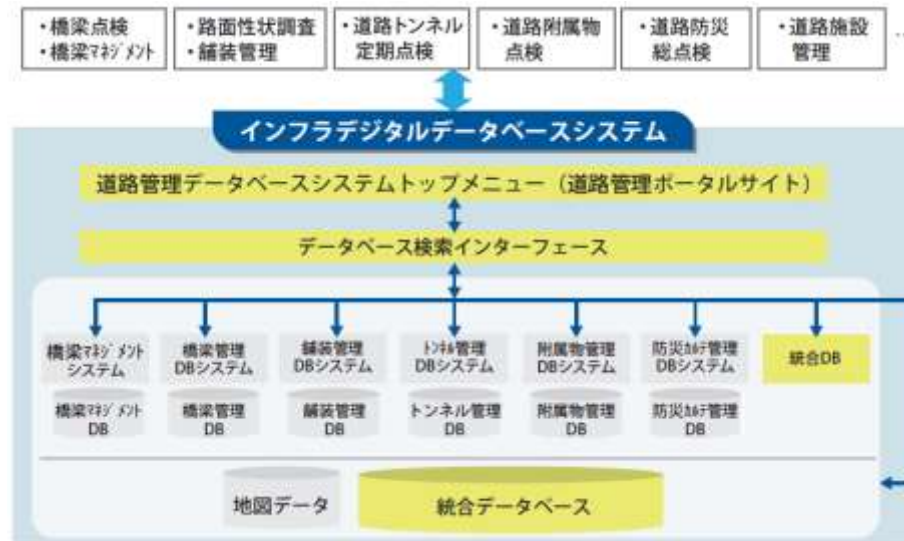 ・橋梁点検
・橋梁ﾏﾈｼﾞﾒﾝﾄ
・路面性状調査
・舗装管理
・道路トンネル
定期点検
・道路附属物
点検
・道路防災
総点検
・道路施設
管理
インフラデジタルデータベースシステム
道路管理データベースシステムトップメニュー（道路管理ポータルサイト）
データベース検索インターフェース
橋梁ﾏﾈｼﾞﾒﾝﾄ
システム
橋梁管理
DBシステム
舗装管理
DBシステム
ﾄﾝﾈﾙ管理
DBシステム
附属物管理
DBシステム
防災ｶﾙﾃ管理
DBシステム
統合DB
橋梁ﾏﾈｼﾞﾒﾝﾄ
DB
橋梁管理
DB
舗装管理
DB
トンネル管理
DB
附属物管理
DB
防災ｶﾙﾃ管理
DB
地図データ
統合データベース